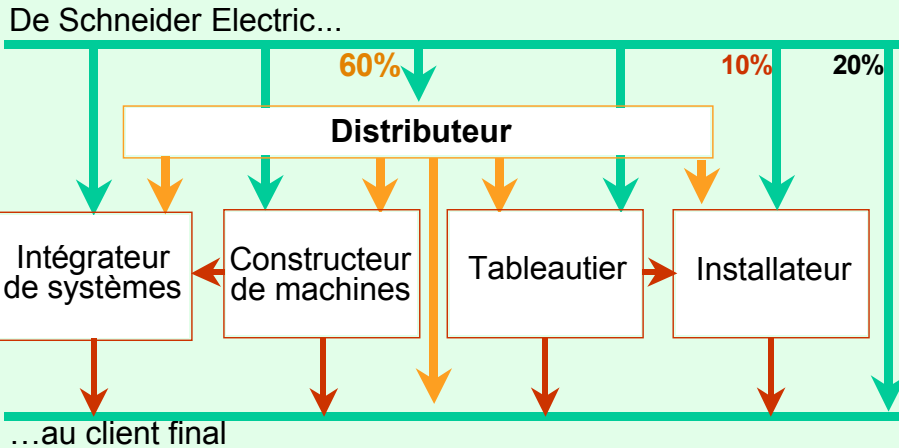 De Schneider Electric...
60%
10%
20%
Distributeur
Intégrateur
de systèmes
Constructeur
de machines
Tableautier
Installateur
…au client final